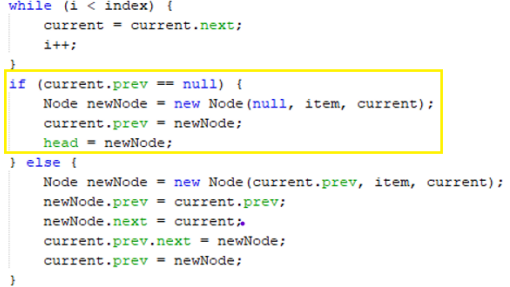 while (i < index) {
    current = current.next;
    i++;
}
if (current.prev == null) {
    Node newNode = new Node(null, item, current);
    current.prev = newNode;
    head = newNode;
} else {
    Node newNode = new Node(current.prev, item, current);
    newNode.prev = current.prev;
    newNode.next = current;
    current.prev.next = newNode;
    current.prev = newNode;
}